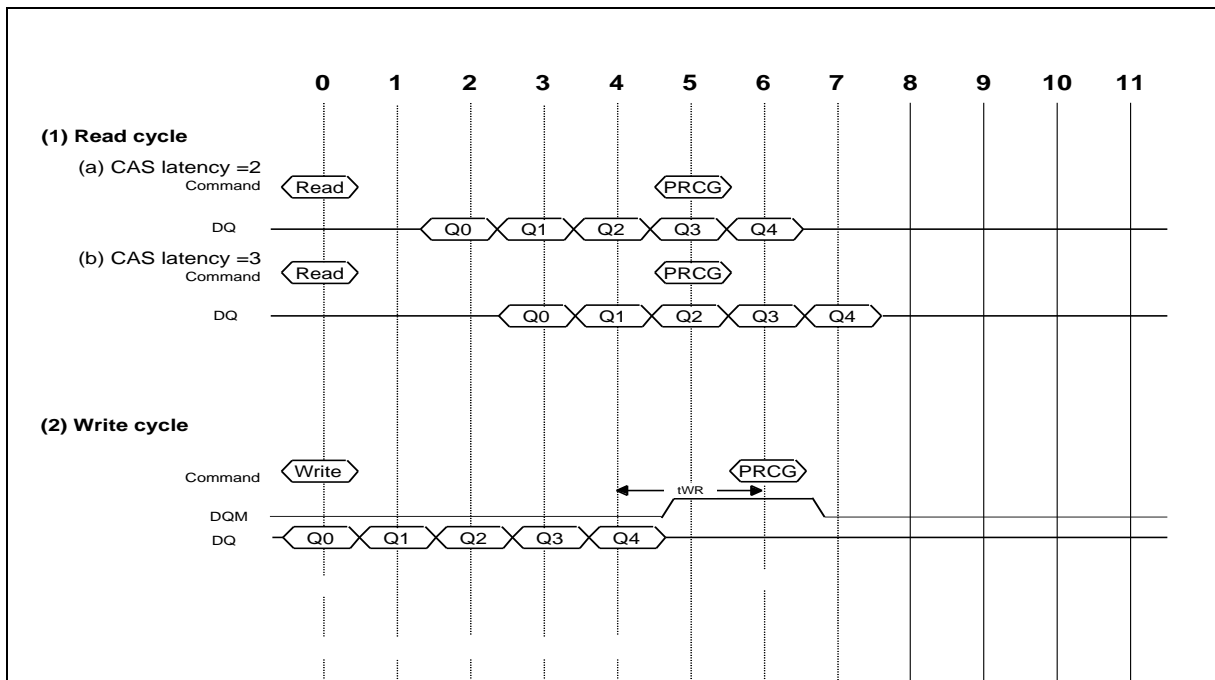 0 1 2 3 4 5 6 7 8 9 10 11
(1) Read cycle
(a) CAS latency =2
Command Read PRCG
DQ Q0 Q1 Q2 Q3 Q4
(b) CAS latency =3
Command Read PRCG
DQ Q0 Q1 Q2 Q3 Q4
(2) Write cycle
Command Write PRCG
tWR
DQM
DQ Q0 Q1 Q2 Q3 Q4